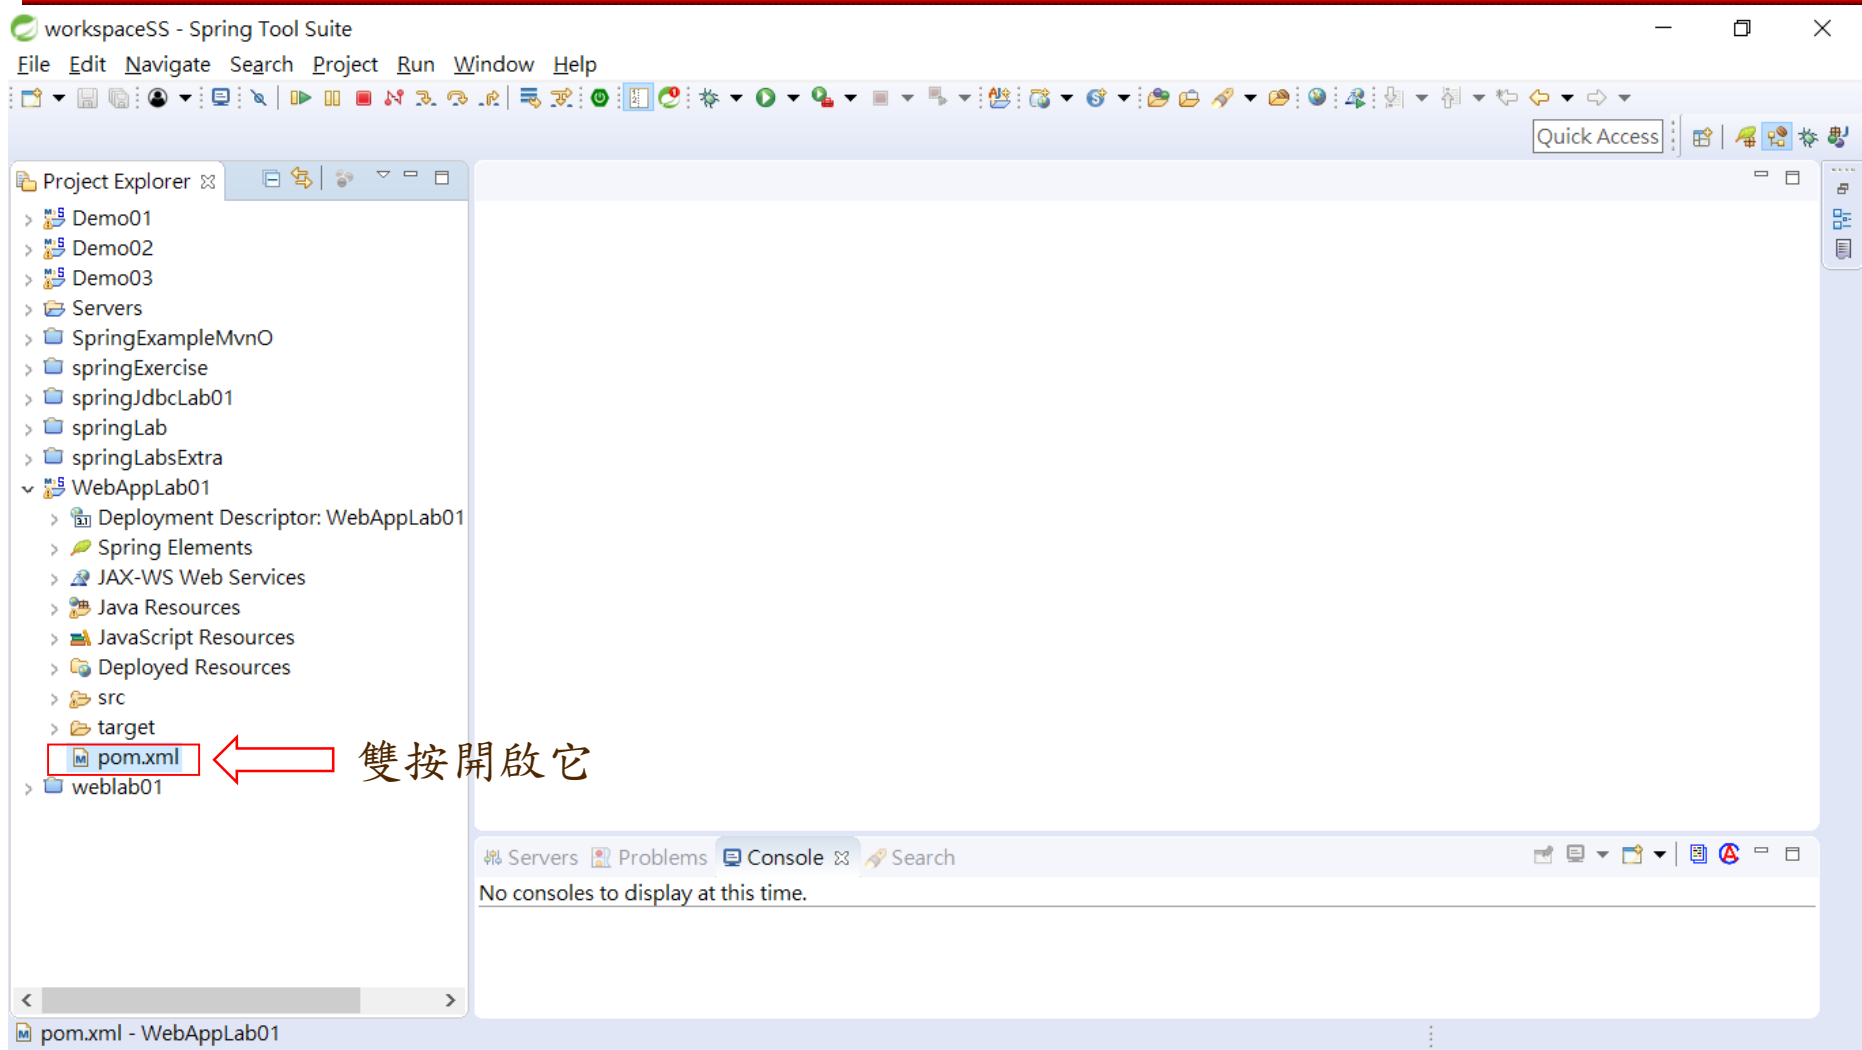 workspaceSS - Spring Tool Suite
File Edit Navigate Search Project Run Window Help
Quick Access
Project Explorer
Demo01
Demo02
Demo03
Servers
SpringExampleMvnO
springExercise
springJdbcLab01
springLab
springLabsExtra
WebAppLab01
Deployment Descriptor: WebAppLab01
Spring Elements
JAX-WS Web Services
Java Resources
JavaScript Resources
Deployed Resources
src
target
pom.xml
雙按開啟它
weblab01
Servers Problems Console Search
No consoles to display at this time.
pom.xml - WebAppLab01